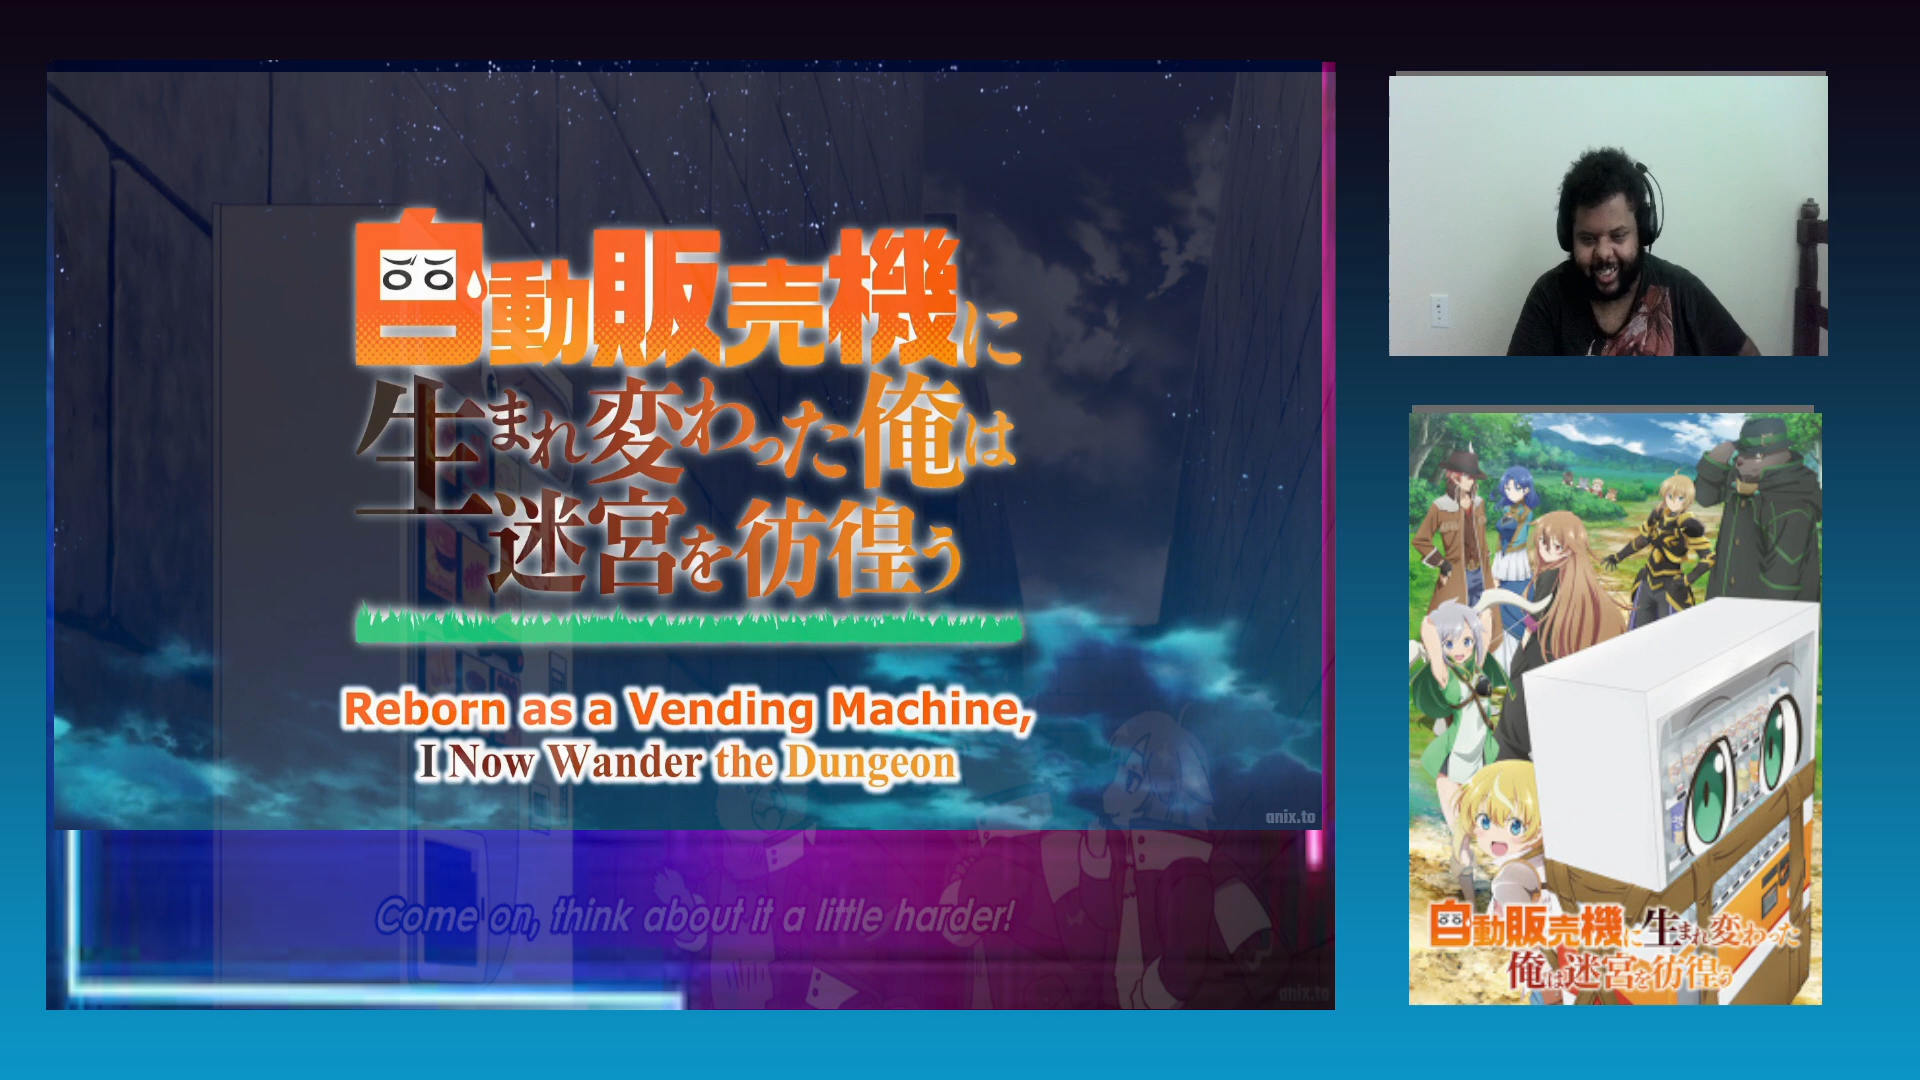 自動販売機に
生まれ変わった俺は
迷宮を彷徨う
Reborn as a Vending Machine,
I Now Wander the Dungeon
anix.to
Come on, think about it a little harder!
anix.to
自動販売機に生まれ変わった
俺は迷宮を彷徨う